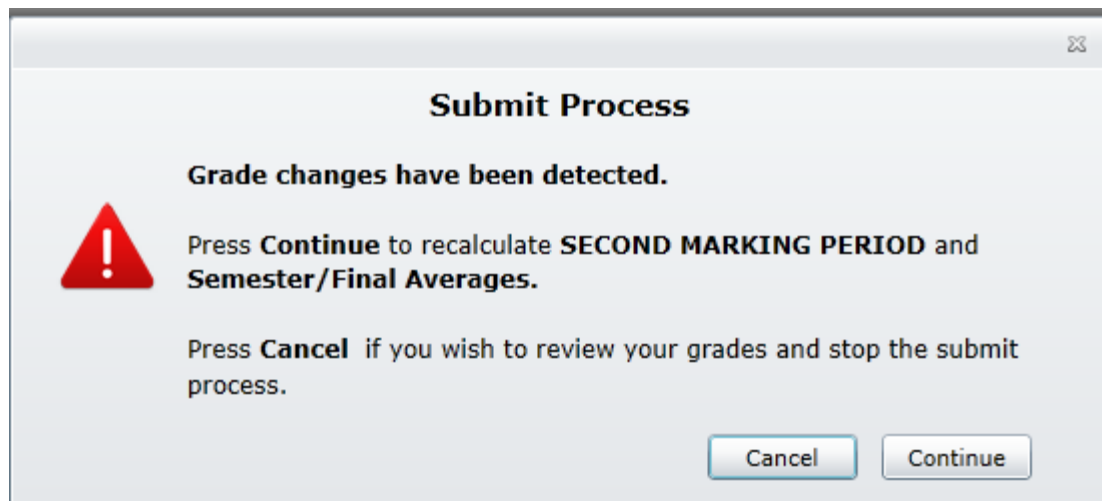 Submit Process
Grade changes have been detected.
Press Continue to recalculate SECOND MARKING PERIOD and
Semester/Final Averages.
Press Cancel if you wish to review your grades and stop the submit
process.
Cancel Continue